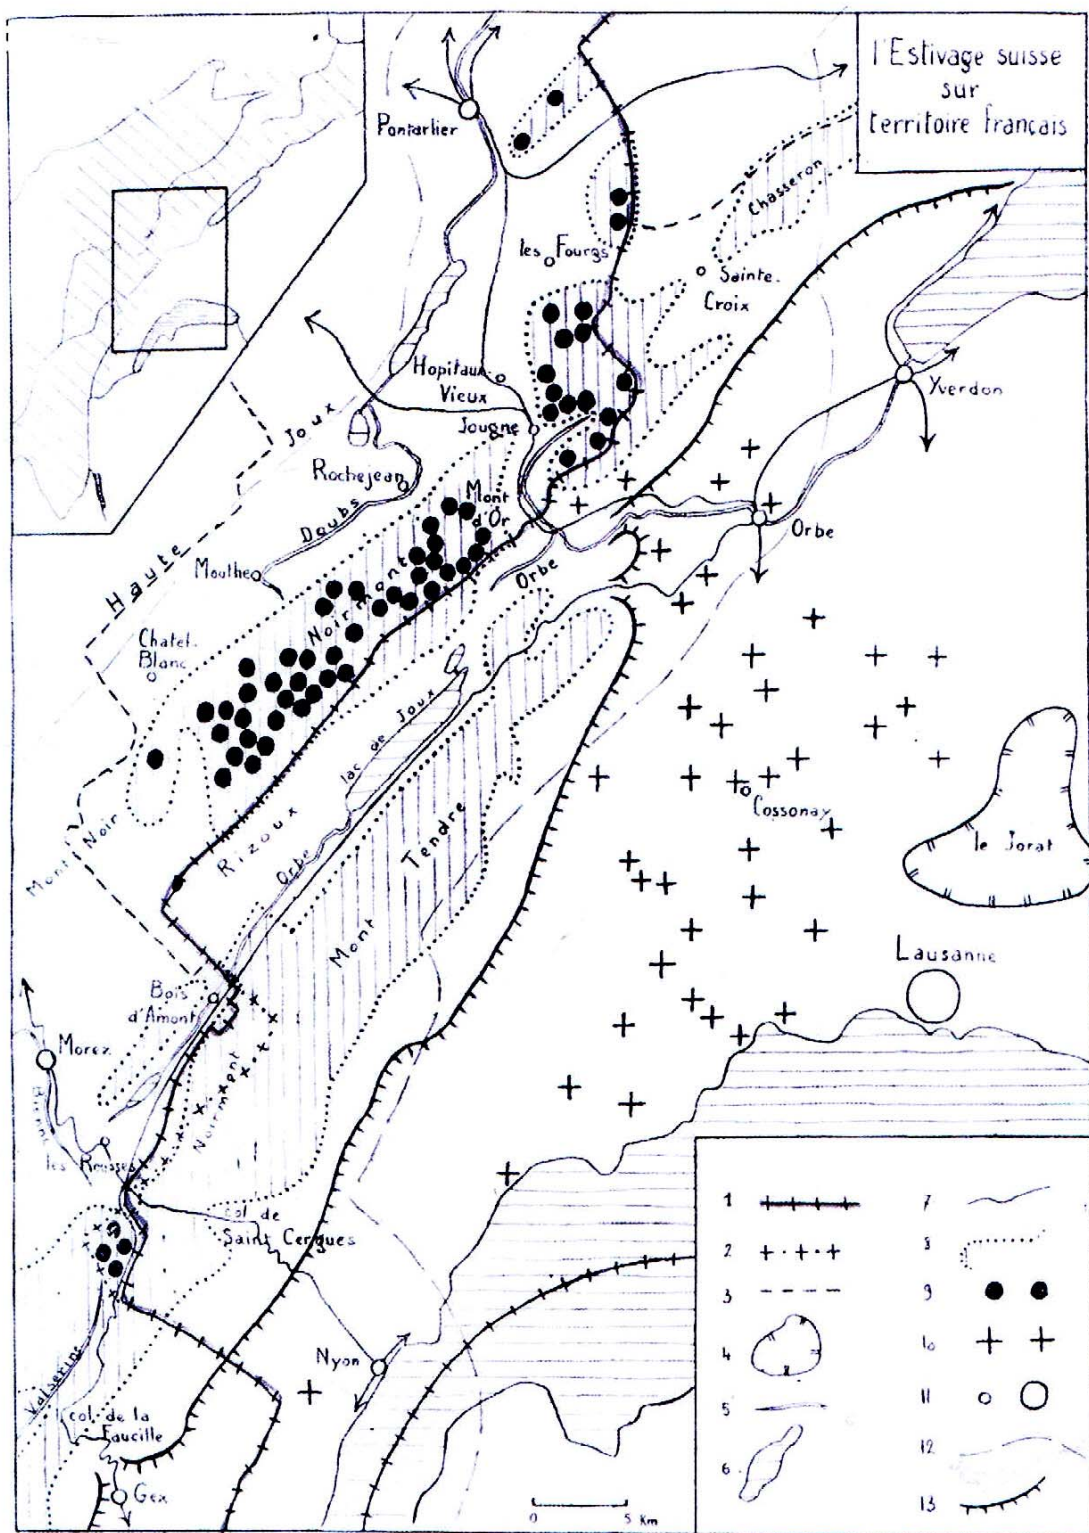 l'Estivage suisse
sur
territoire français
Pontarlier
Chasseron
les Fourgs
Sainte-
Croix
Hopitaux-
Vieux
Yverdon
Joux
Jougne
Rochejean
Mont
d'Or
Doubs
Orbe
Haute
Mouthe
Orbe
Noirmont
Chatel-
Blanc
lac de Joux
Cossonay
Rizoux
Tendre
le Jorat
Mont Noir
Orbe
Mont
Lausanne
Bois
d'Amont
Morez
Noirmont
Bienne
les Rousses
col de
Saint Cergues
Nyon
Valserine
col de la
Faucille
Gex
0 5 Km
1
2
3
4
5
6
7
8
9
10
11
12
13